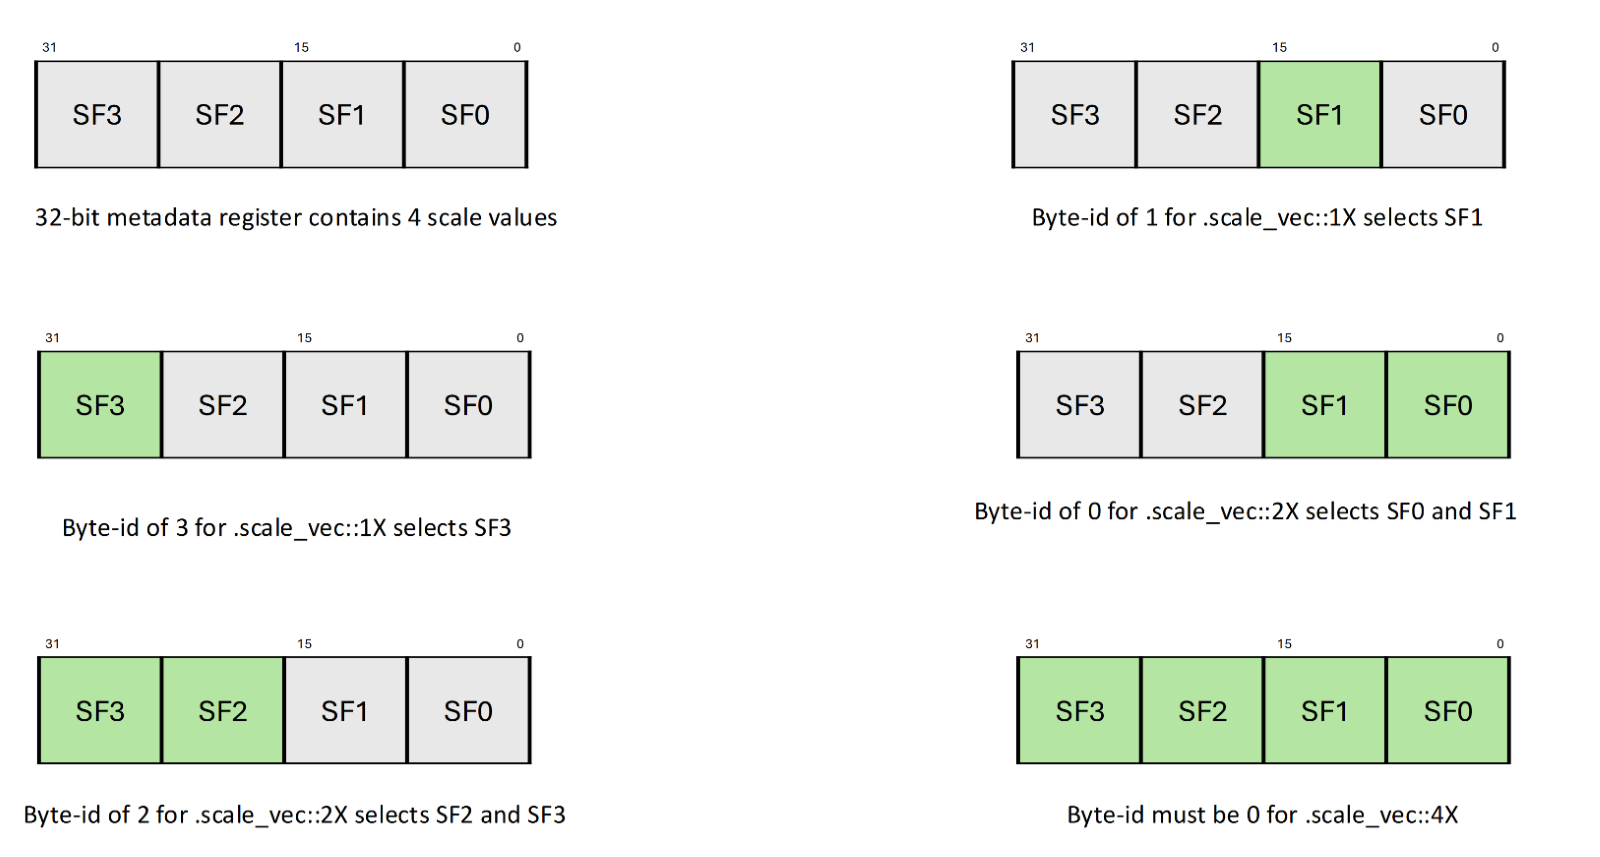 31 15 0
SF3 SF2 SF1 SF0
32-bit metadata register contains 4 scale values
31 15 0
SF3 SF2 SF1 SF0
Byte-id of 1 for .scale_vec::1X selects SF1
31 15 0
SF3 SF2 SF1 SF0
Byte-id of 3 for .scale_vec::1X selects SF3
31 15 0
SF3 SF2 SF1 SF0
Byte-id of 0 for .scale_vec::2X selects SF0 and SF1
31 15 0
SF3 SF2 SF1 SF0
Byte-id of 2 for .scale_vec::2X selects SF2 and SF3
31 15 0
SF3 SF2 SF1 SF0
Byte-id must be 0 for .scale_vec::4X